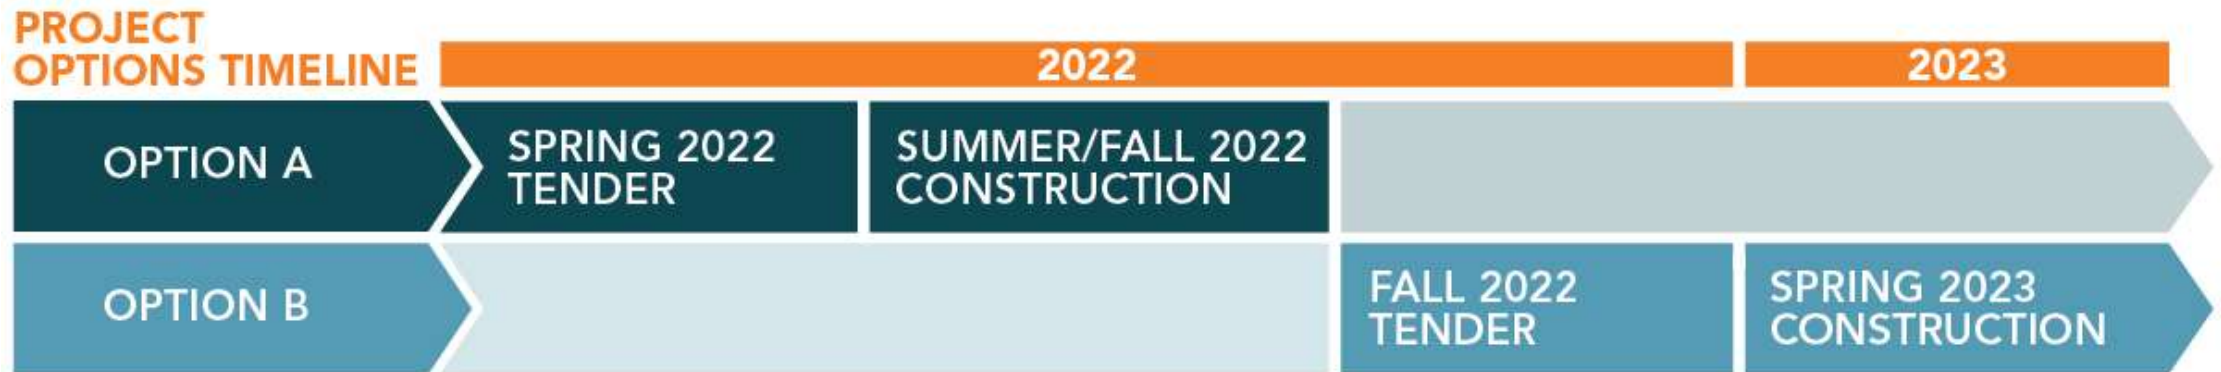 PROJECT
OPTIONS TIMELINE
2022
2023
OPTION A
SPRING 2022
TENDER
SUMMER/FALL 2022
CONSTRUCTION
OPTION B
FALL 2022
TENDER
SPRING 2023
CONSTRUCTION